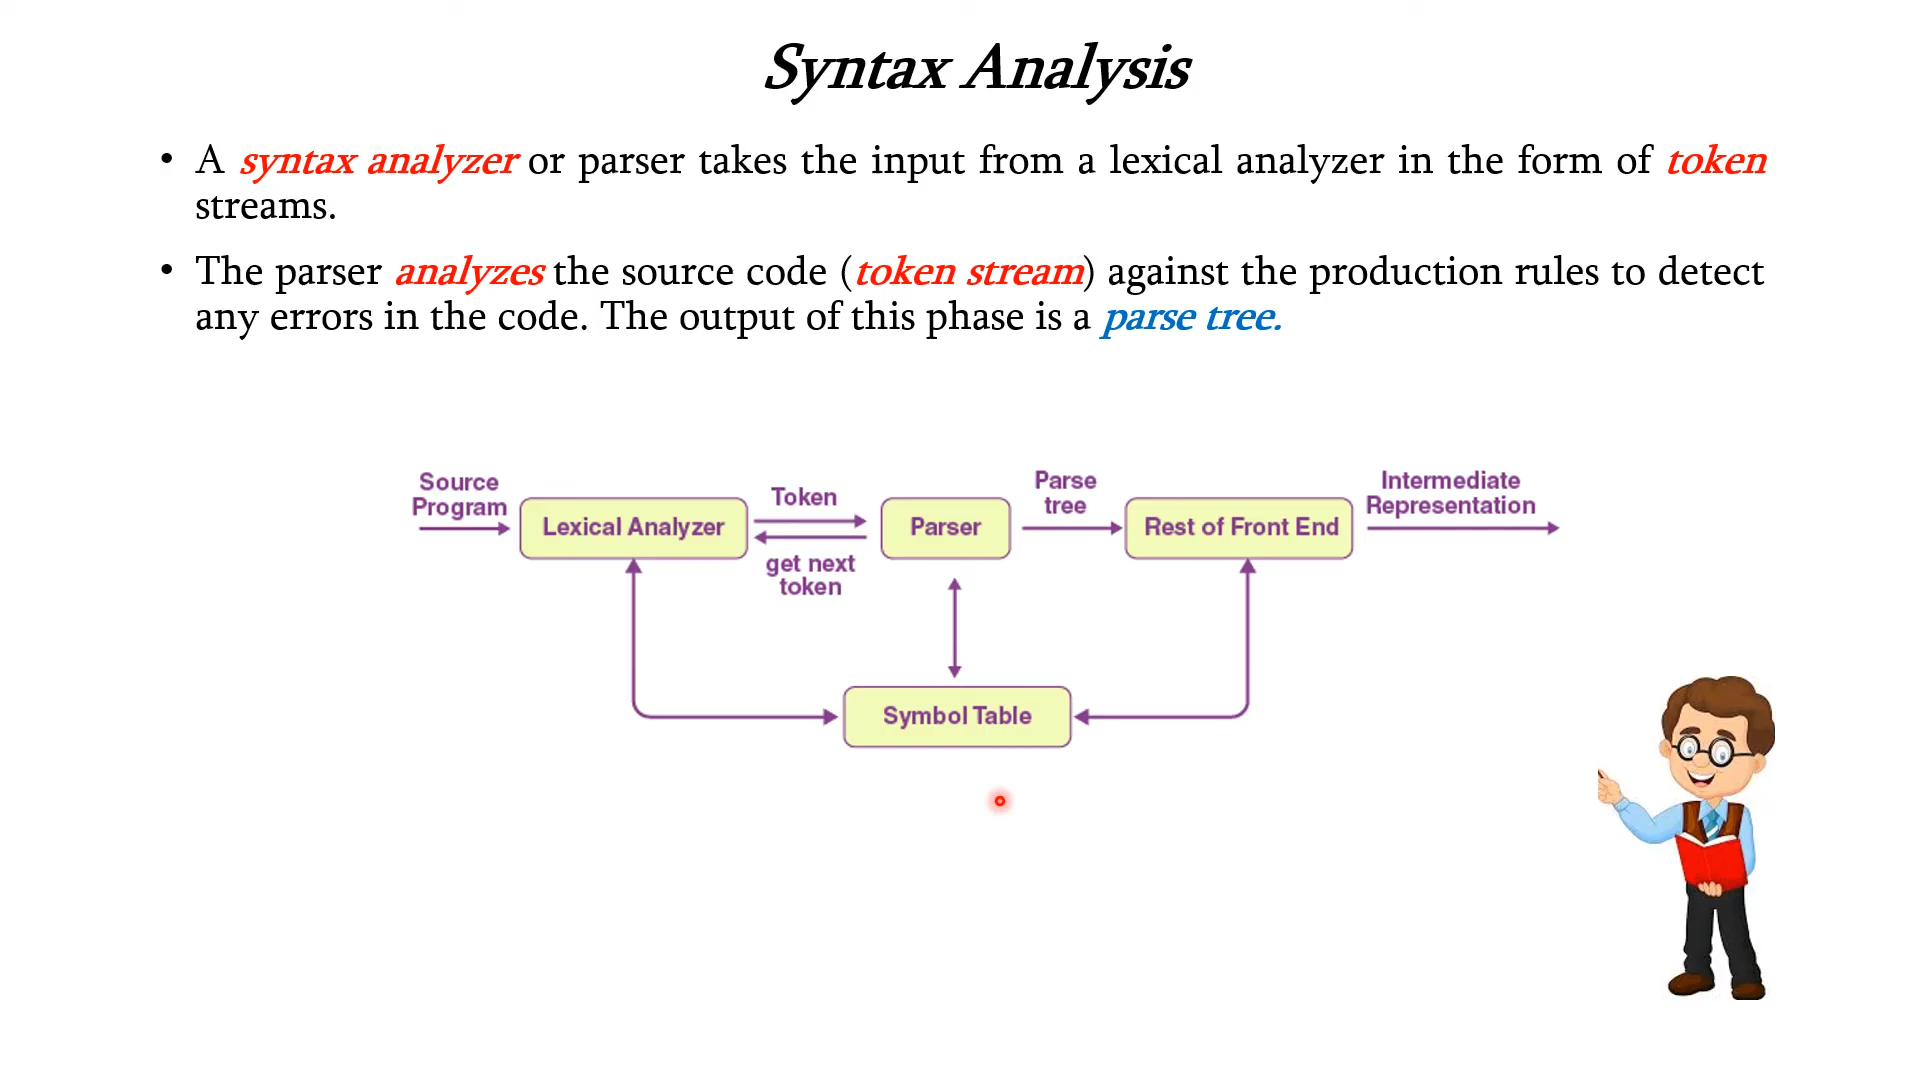 Syntax Analysis
• A syntax analyzer or parser takes the input from a lexical analyzer in the form of token
streams.
• The parser analyzes the source code (token stream) against the production rules to detect
any errors in the code. The output of this phase is a parse tree.
Source
Program
Lexical Analyzer
Token
get next
token
Parser
Parse
tree
Rest of Front End
Intermediate
Representation
Symbol Table